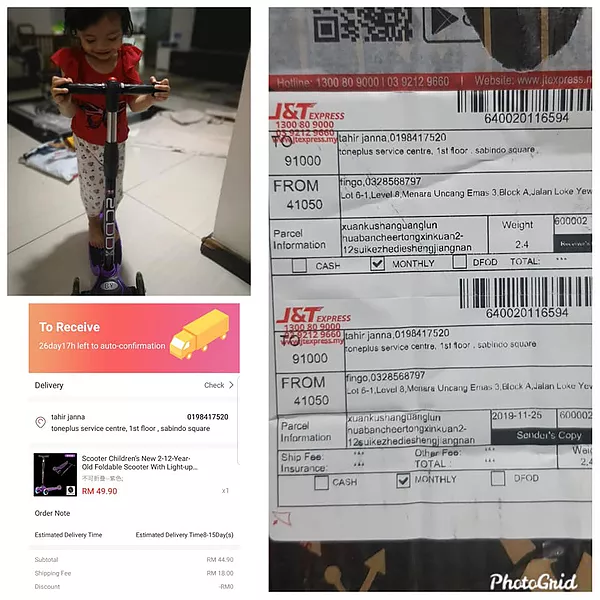 SCOOT
BY
To Receive
26day17h left to auto-confirmation
Delivery
Check
tahir janna
0198417520
toneplus service centre, 1st floor , sabindo square
Scooter Children's New 2-12-Year-
Old Foldable Scooter With Light-up...
不可折叠--紫色;
RM 49.90
x1
Order Note
Estimated Delivery Time
Estimated Delivery Time8-15Day(s)
Subtotal
RM 44.90
Shipping Fee
RM 18.00
Discount
-RM0
Hotline: 1300 80 9000 | 03 9212 9660 | Website: www.jtexpress.m
J&T EXPRESS
1300 80 9000
03 9212 9660
www.jtexpress.my
640020116594
TO
91000
tahir janna,0198417520
toneplus service centre, 1st floor , sabindo square
FROM
41050
fingo,0328568797
Lot 6-1,Level 8,Menara Uncang Emas 3,Block A,Jalan Loke Yew
Parcel
Information
xuankushanguanglun
huabancheertongxinkuan2-
12suikezhedieshengjiangnan
Weight
2.4
600002
CASH
MONTHLY
DFOD
TOTAL:
***
J&T EXPRESS
1300 80 9000
03 9212 9660
www.jtexpress.my
640020116594
TO
91000
tahir janna,0198417520
toneplus service centre, 1st floor , sabindo square
FROM
41050
fingo,0328568797
Lot 6-1,Level 8,Menara Uncang Emas 3,Block A,Jalan Loke Yew
Parcel
Information
xuankushanguanglun
huabancheertongxinkuan2-
12suikezhedieshengjiangnan
2019-11-25
600002
Sender's Copy
Ship Fee:
***
Other Fee:
***
Insurance:
***
TOTAL :
***
2.4
CASH
MONTHLY
DFOD
PhotoGrid